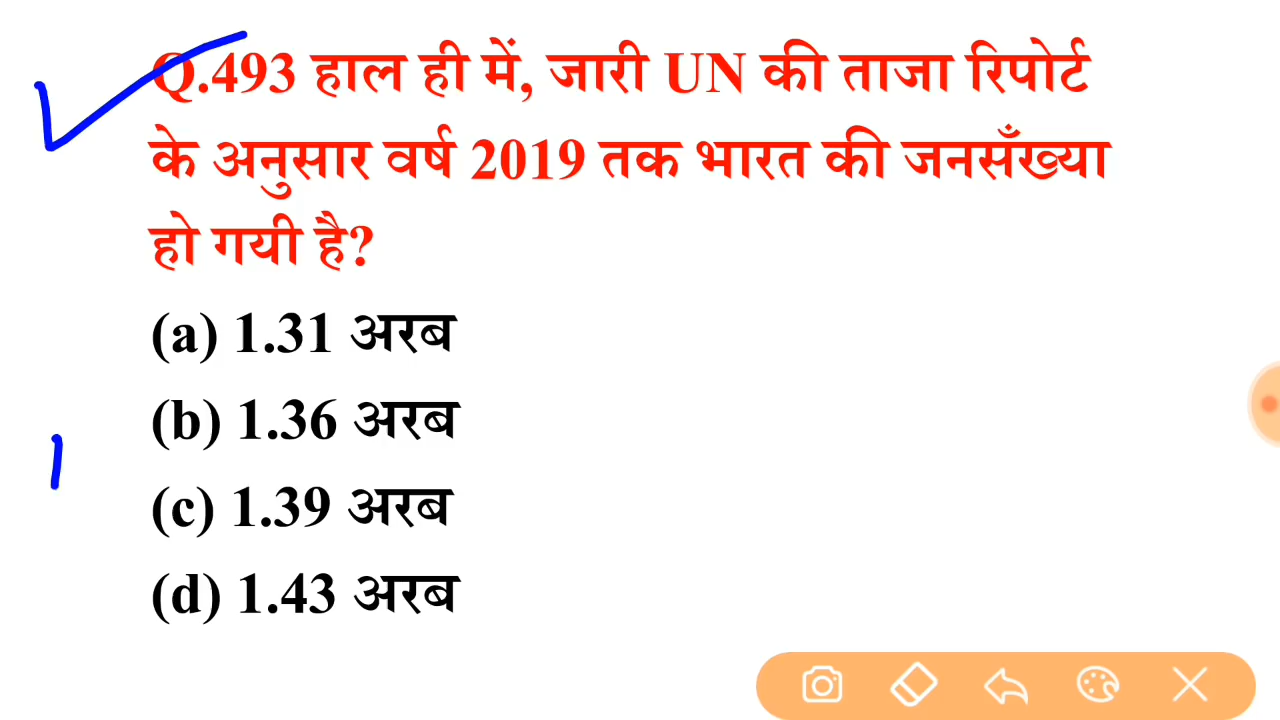 Q.493 हाल ही में, जारी UN की ताजा रिपोर्ट
के अनुसार वर्ष 2019 तक भारत की जनसँख्या
हो गयी है?
(a) 1.31 अरब
(b) 1.36 अरब
(c) 1.39 अरब
(d) 1.43 अरब